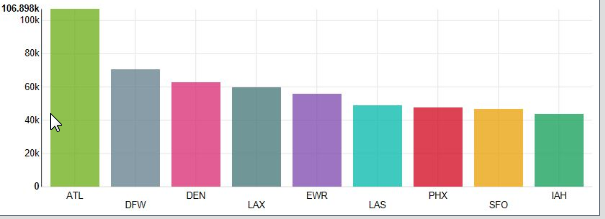 106.898k
100k
80k
60k
40k
20k
0
ATL
DFW
DEN
LAX
EWR
LAS
PHX
SFO
IAH